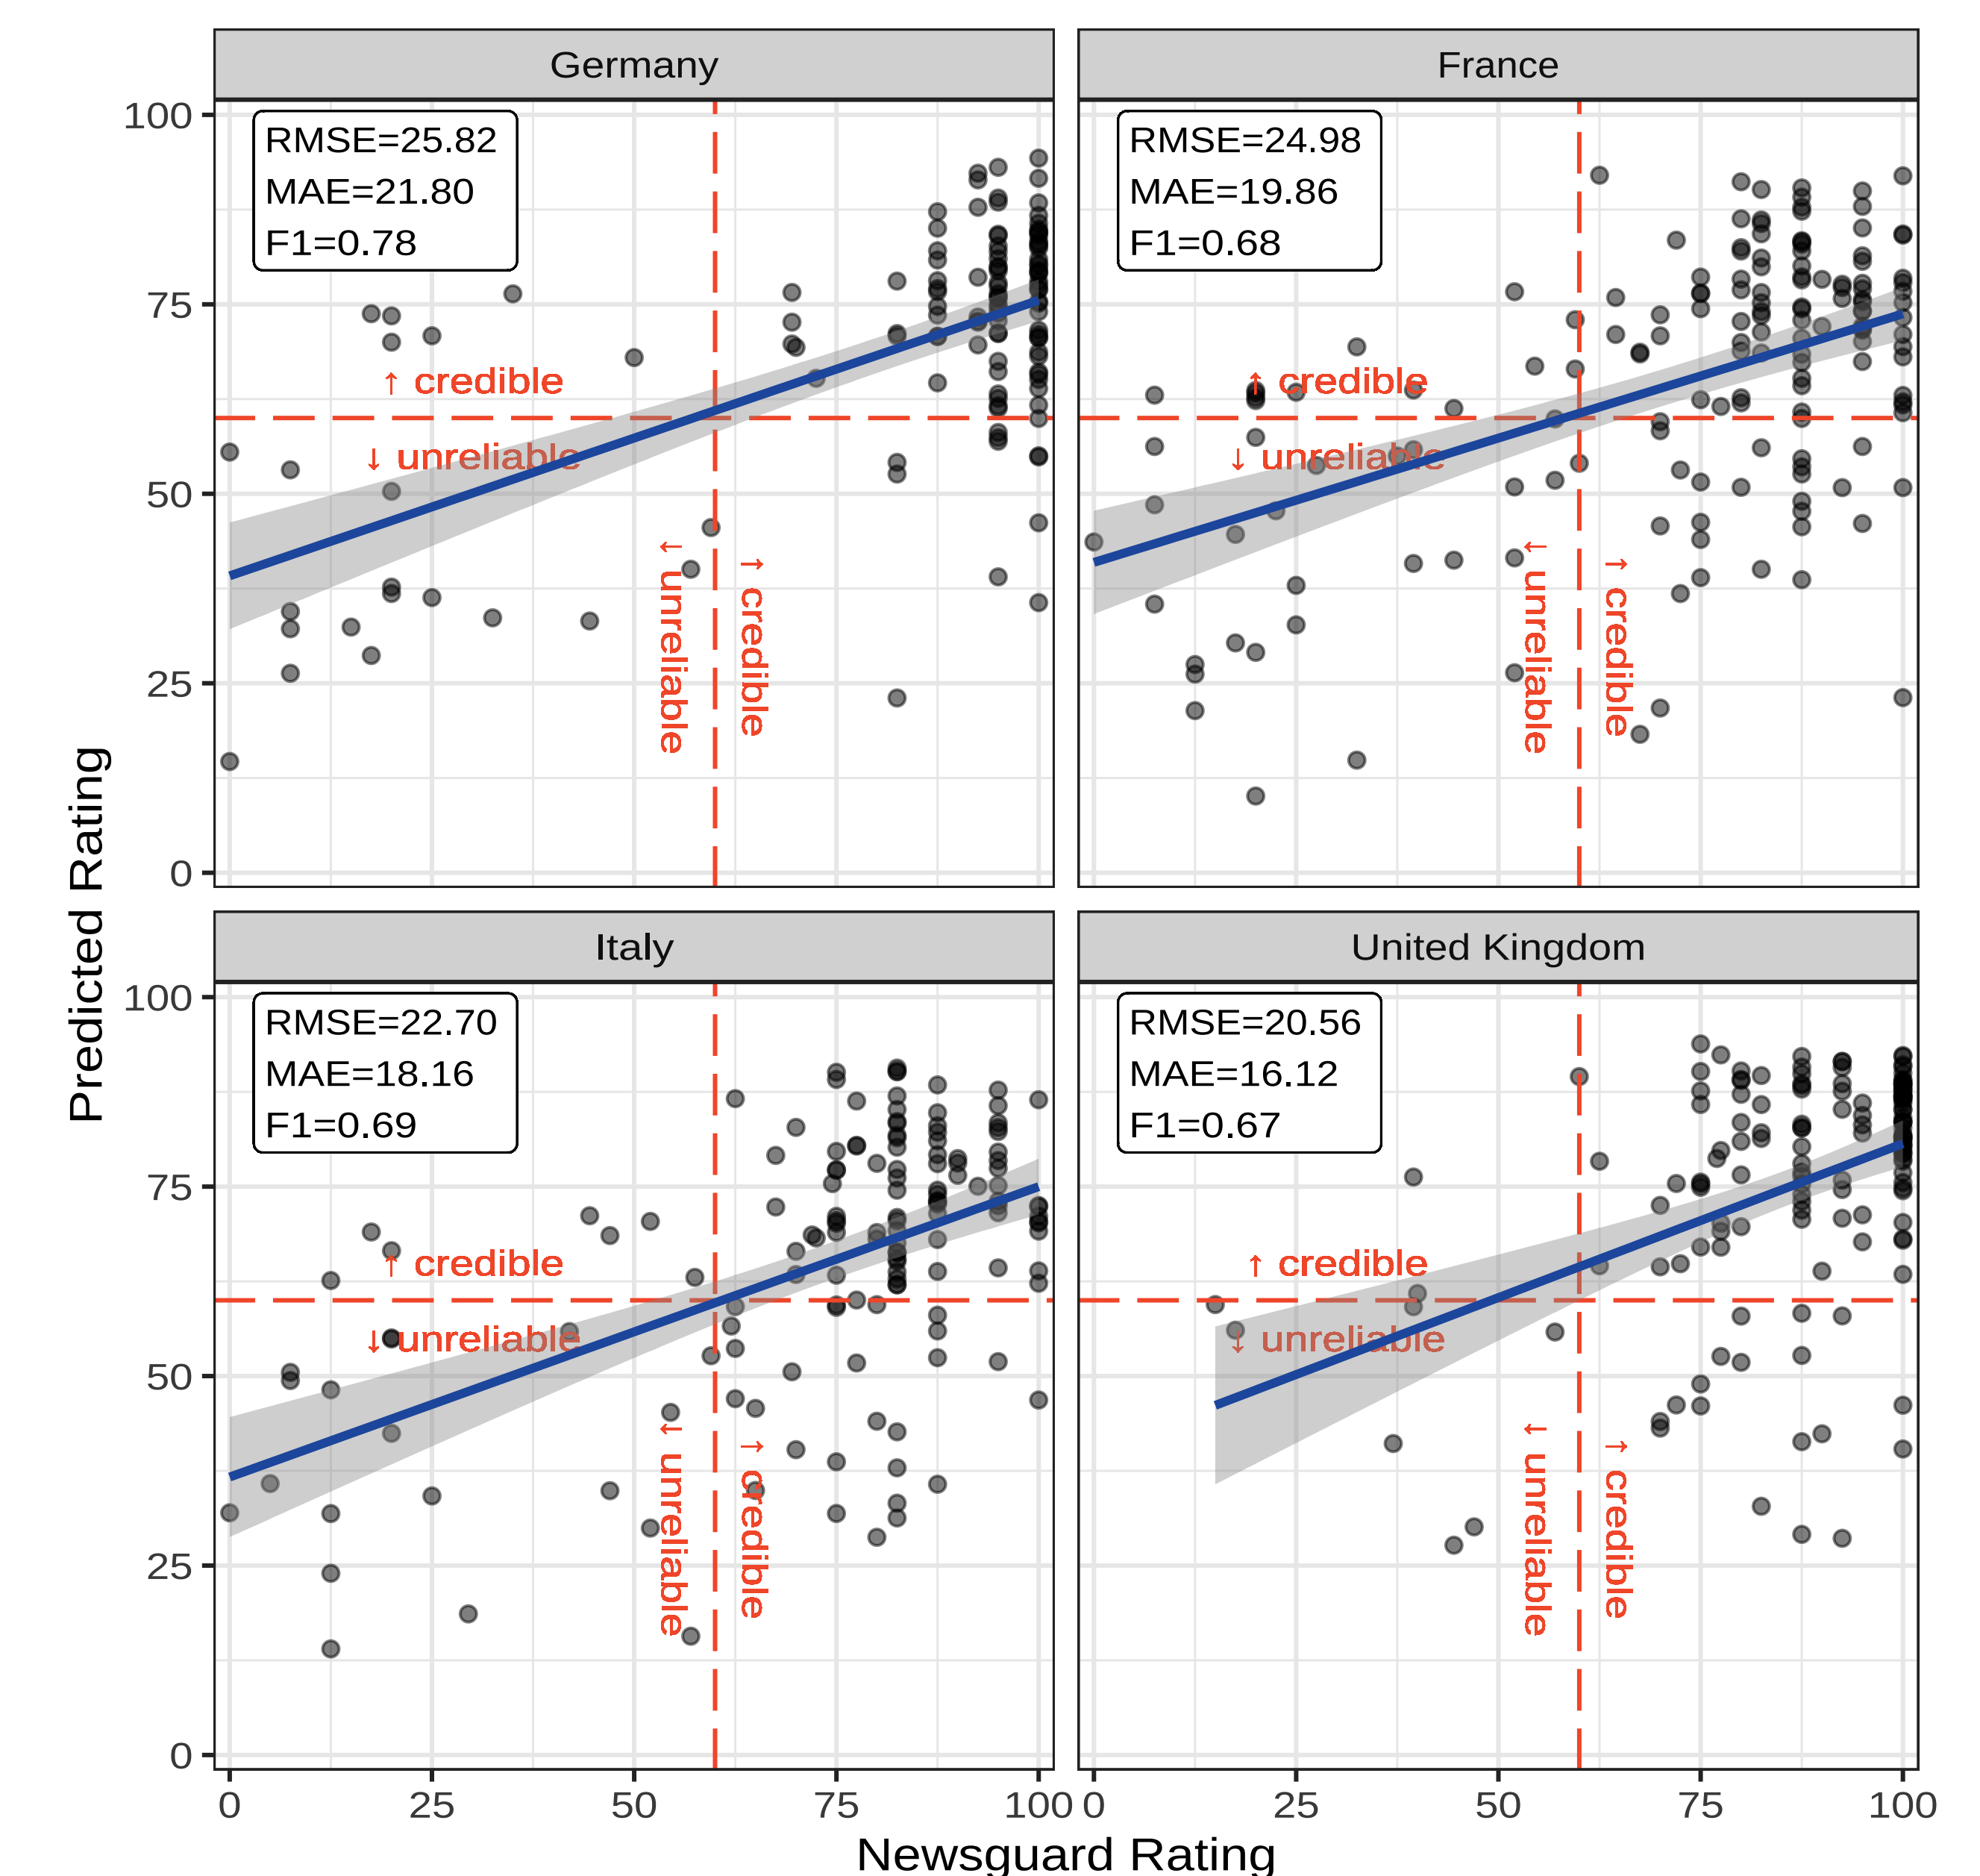 Germany
France
100
RMSE=25.82
MAE=21.80
F1=0.78
RMSE=24.98
MAE=19.86
F1=0.68
75
↑ credible
↓ unreliable
↑ credible
↓ unreliable
50
↓ unreliable
↑ credible
↓ unreliable
↑ credible
25
0
Predicted Rating
Italy
United Kingdom
100
RMSE=22.70
MAE=18.16
F1=0.69
RMSE=20.56
MAE=16.12
F1=0.67
75
↑ credible
↓ unreliable
↑ credible
↓ unreliable
50
↓ unreliable
↑ credible
↓ unreliable
↑ credible
25
0
0 25 50 75 100
0 25 50 75 100
Newsguard Rating